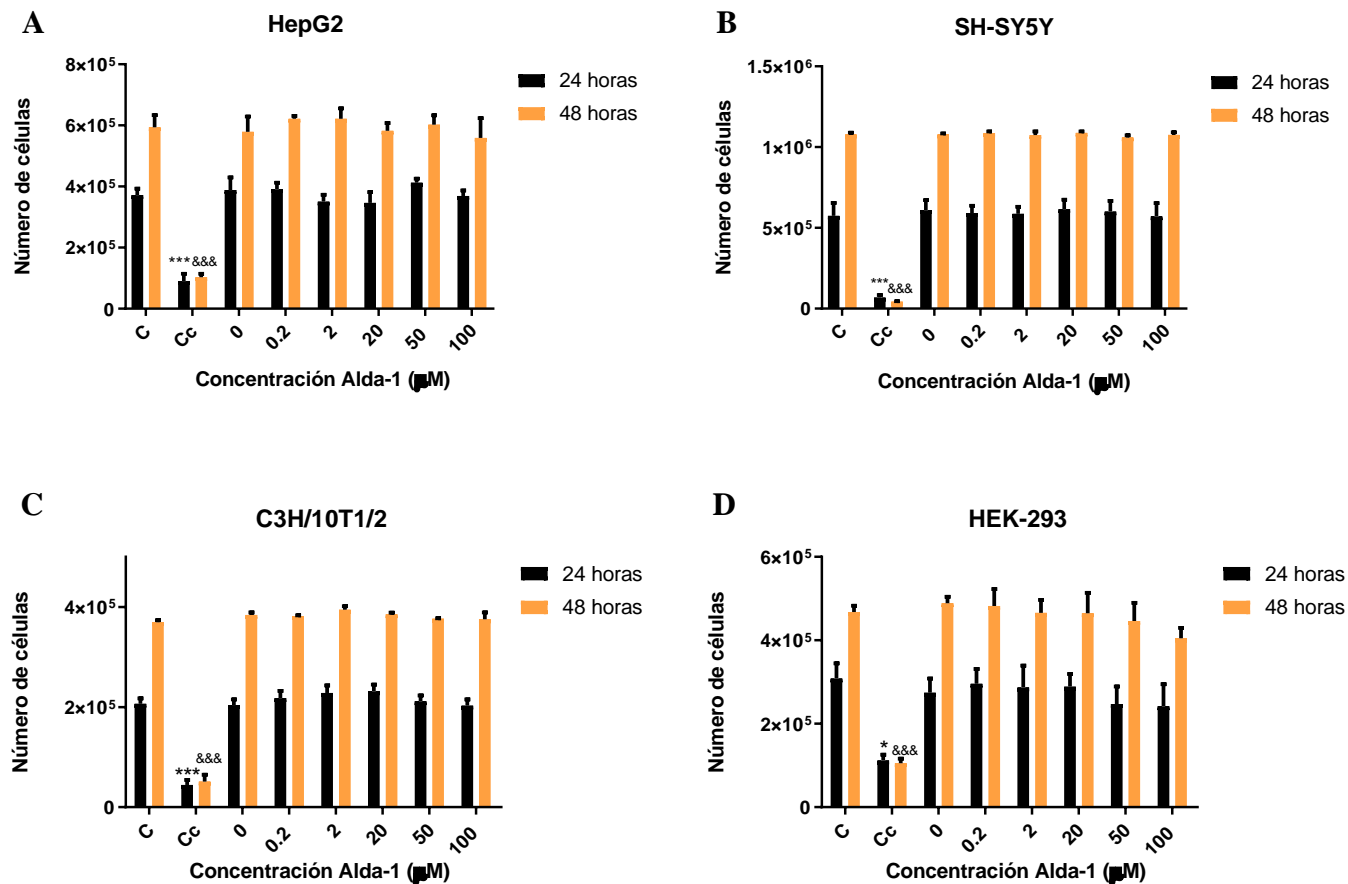 A
HepG2
8×10⁵
6×10⁵
4×10⁵
2×10⁵
0
Número de células
*** &&&
C Cc 0 0.2 2 20 50 100
Concentración Alda-1 (μM)
24 horas
48 horas
B
SH-SY5Y
1.5×10⁶
1×10⁶
5×10⁵
0
Número de células
*** &&&
C Cc 0 0.2 2 20 50 100
Concentración Alda-1 (μM)
24 horas
48 horas
C
C3H/10T1/2
4×10⁵
2×10⁵
0
Número de células
*** &&&
C Cc 0 0.2 2 20 50 100
Concentración Alda-1 (μM)
24 horas
48 horas
D
HEK-293
6×10⁵
4×10⁵
2×10⁵
0
Número de células
* &&&
C Cc 0 0.2 2 20 50 100
Concentración Alda-1 (μM)
24 horas
48 horas